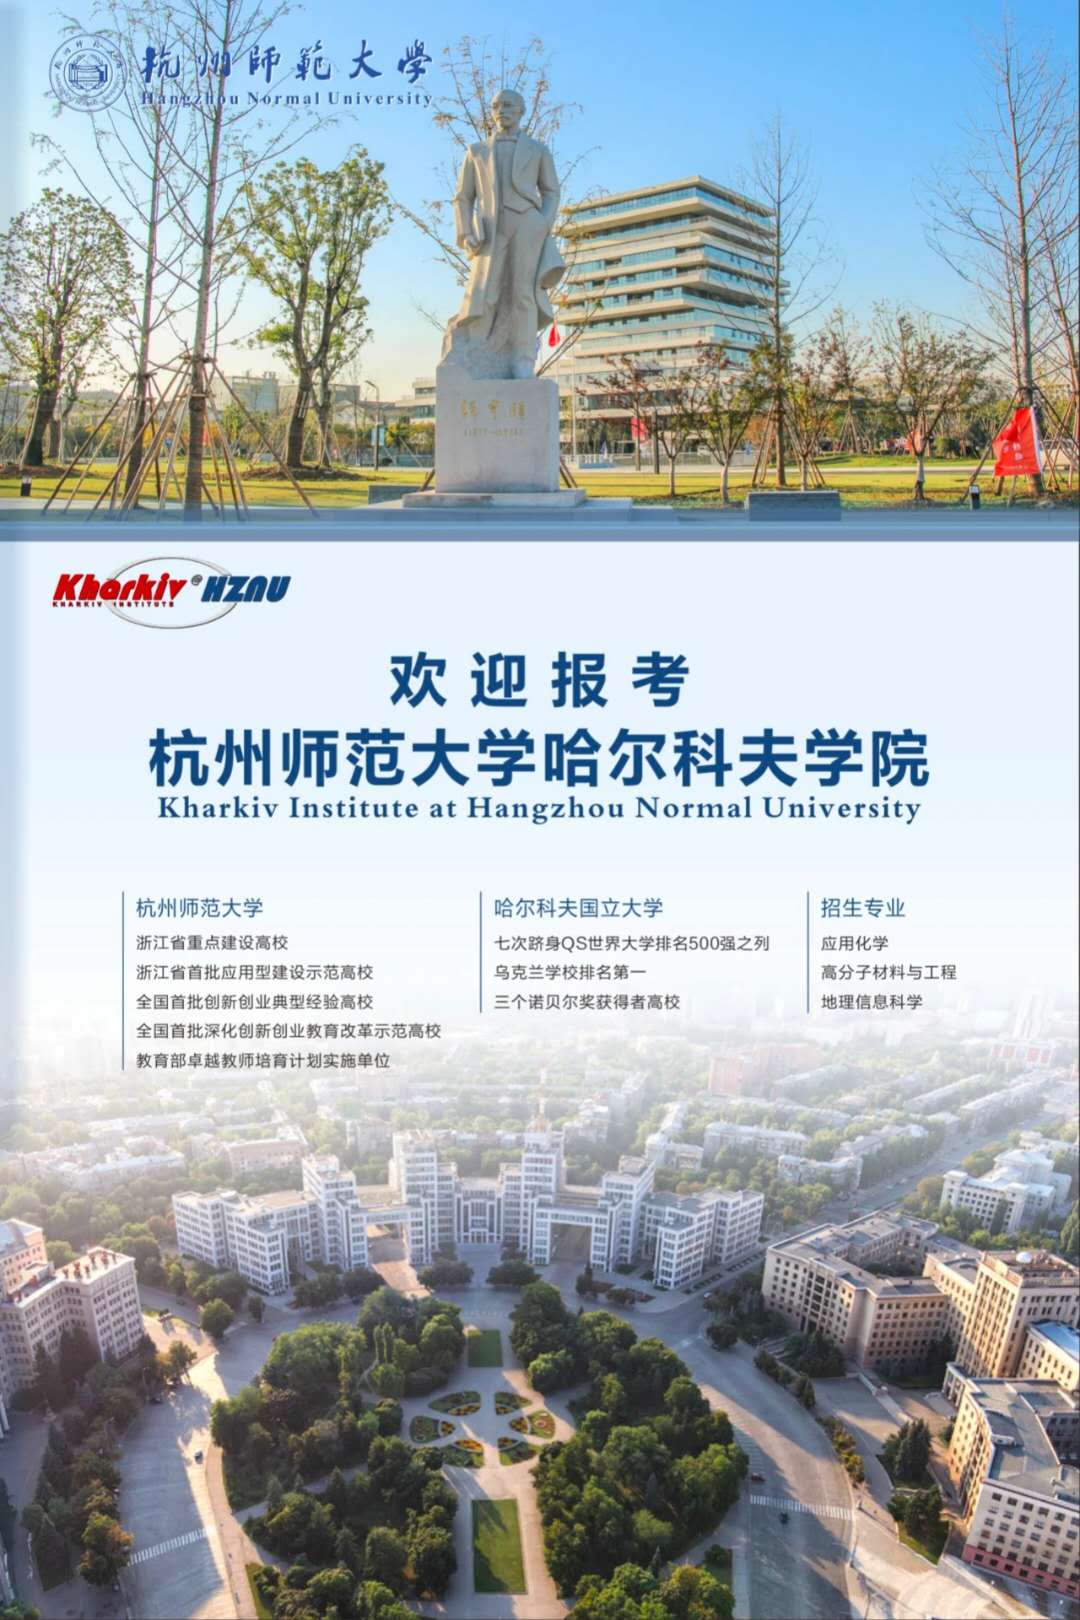 杭州師範大學
Hangzhou Normal University
Kharkiv @ HZNU
KHARKIV INSTITUTE
欢迎报考
杭州师范大学哈尔科夫学院
Kharkiv Institute at Hangzhou Normal University
杭州师范大学
浙江省重点建设高校
浙江省首批应用型建设示范高校
全国首批创新创业典型经验高校
全国首批深化创新创业教育改革示范高校
教育部卓越教师培育计划实施单位
哈尔科夫国立大学
七次跻身QS世界大学排名500强之列
乌克兰学校排名第一
三个诺贝尔奖获得者高校
招生专业
应用化学
高分子材料与工程
地理信息科学